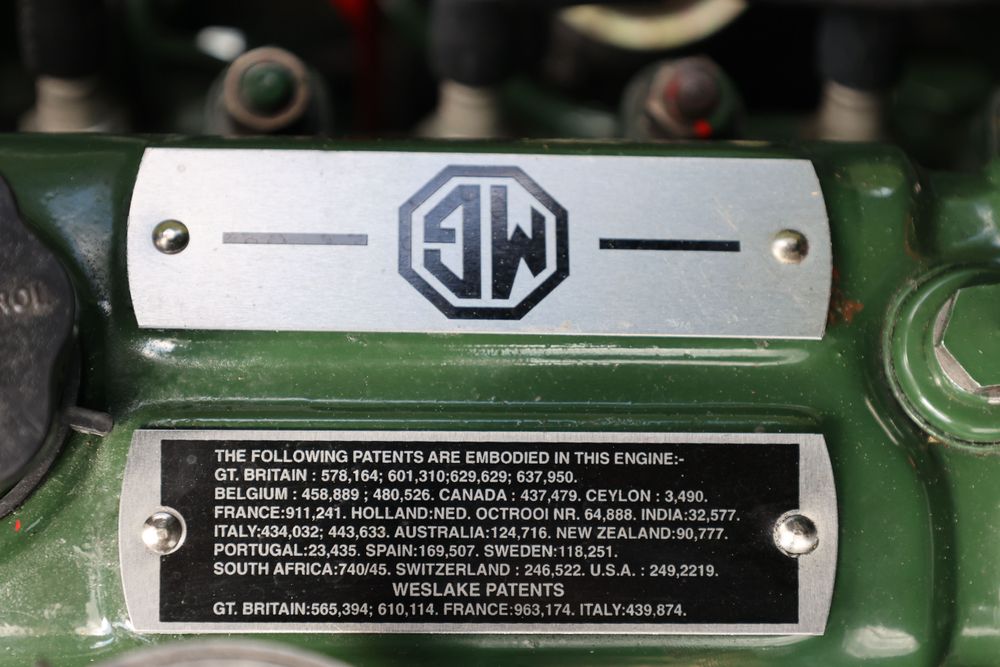 MG
THE FOLLOWING PATENTS ARE EMBODIED IN THIS ENGINE:-
GT. BRITAIN : 578,164; 601,310;629,629; 637,950.
BELGIUM : 458,889 ; 480,526. CANADA : 437,479. CEYLON : 3,490.
FRANCE:911,241. HOLLAND:NED. OCTROOI NR. 64,888. INDIA:32,577.
ITALY:434,032; 443,633. AUSTRALIA:124,716. NEW ZEALAND:90,777.
PORTUGAL:23,435. SPAIN:169,507. SWEDEN:118,251.
SOUTH AFRICA:740/45. SWITZERLAND : 246,522. U.S.A. : 249,2219.
WESLAKE PATENTS
GT. BRITAIN:565,394; 610,114. FRANCE:963,174. ITALY:439,874.